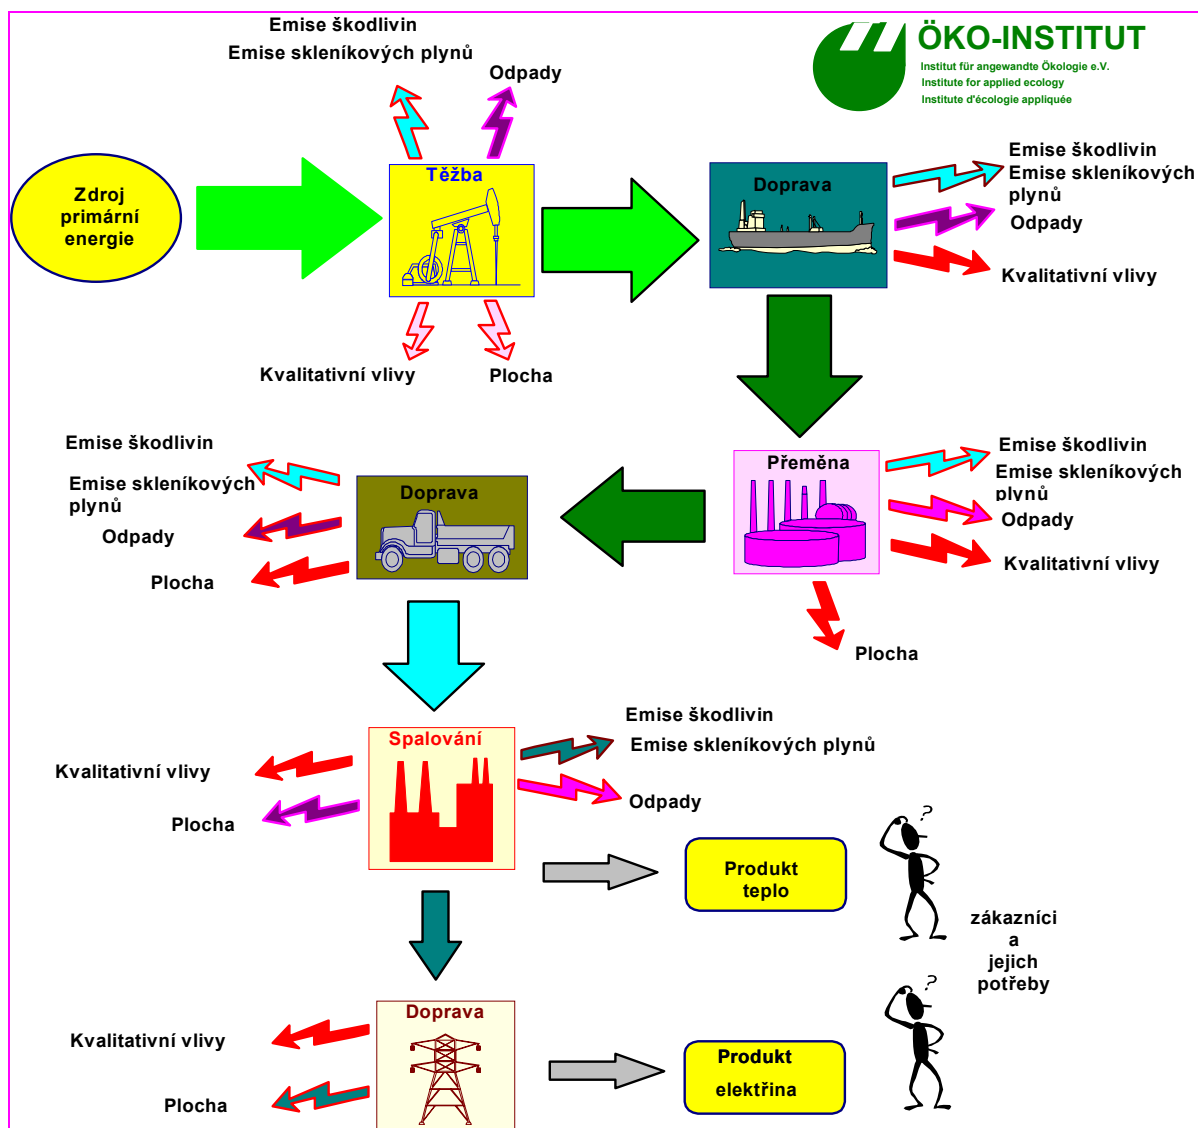 Emise škodlivin
Emise skleníkových plynů
Odpady
ÖKO-INSTITUT
Institut für angewandte Ökologie e.V.
Institute for applied ecology
Institute d'écologie appliquée
Zdroj
primární
energie
Těžba
Kvalitativní vlivy
Plocha
Doprava
Emise škodlivin
Emise skleníkových
plynů
Odpady
Kvalitativní vlivy
Přeměna
Emise škodlivin
Emise skleníkových
plynů
Odpady
Kvalitativní vlivy
Plocha
Doprava
Emise škodlivin
Emise skleníkových
plynů
Odpady
Plocha
Spalování
Emise škodlivin
Emise skleníkových plynů
Odpady
Kvalitativní vlivy
Plocha
Produkt
teplo
?
zákazníci
a
jejich
potřeby
Doprava
Kvalitativní vlivy
Plocha
Produkt
elektřina
?